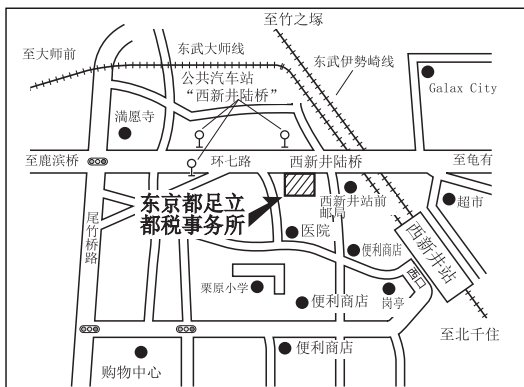 至竹之塚
至大师前
东武大师线
东武伊勢崎线
公共汽车站
“西新井陆桥”
Galax City
满愿寺
至鹿滨桥
环七路
西新井陆桥
至龟有
东京都足立
都税事务所
西新井站前
邮局
超市
尾竹桥路
医院
便利商店
西新井站
西口
栗原小学
岗亭
便利商店
至北千住
便利商店
购物中心